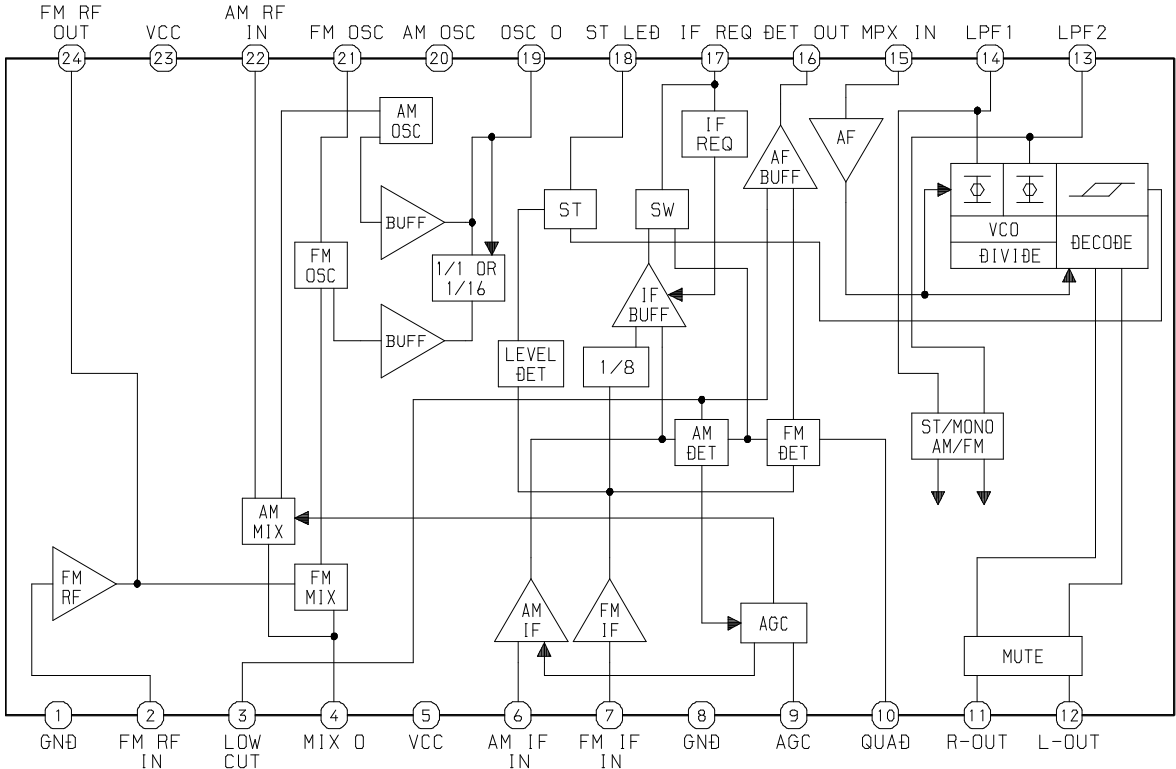 FM RF OUT
VCC
AM RF IN
FM OSC
AM OSC
OSC O
ST LED
IF REQ
DET OUT
MPX IN
LPF1
LPF2
24
23
22
21
20
19
18
17
16
15
14
13
AM OSC
IF REQ
AF
AF BUFF
BUFF
ST
SW
VCO
DIVIDE
DECODE
FM OSC
1/1 OR
1/16
IF BUFF
BUFF
LEVEL DET
1/8
AM DET
FM DET
ST/MONO
AM/FM
AM MIX
FM RF
FM MIX
AM IF
FM IF
AGC
MUTE
1
2
3
4
5
6
7
8
9
10
11
12
GND
FM RF IN
LOW CUT
MIX O
VCC
AM IF IN
FM IF IN
GND
AGC
QUAD
R-OUT
L-OUT